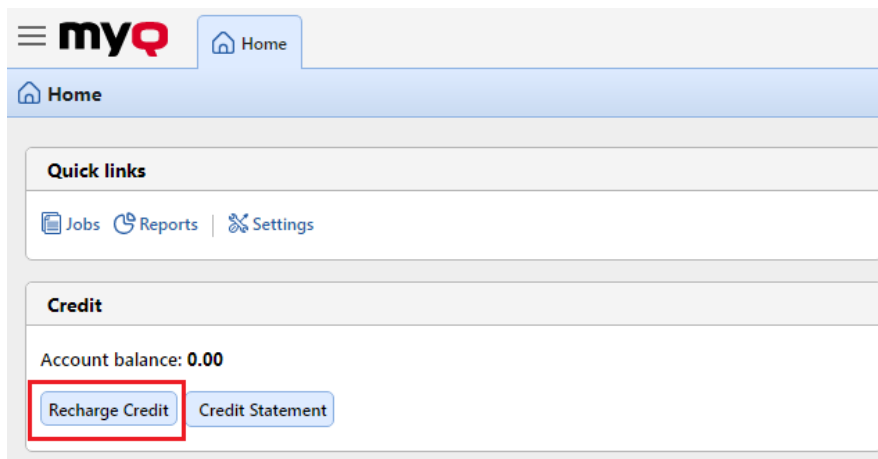 myQ Home
Home
Quick links
Jobs Reports | Settings
Credit
Account balance: 0.00
Recharge Credit Credit Statement